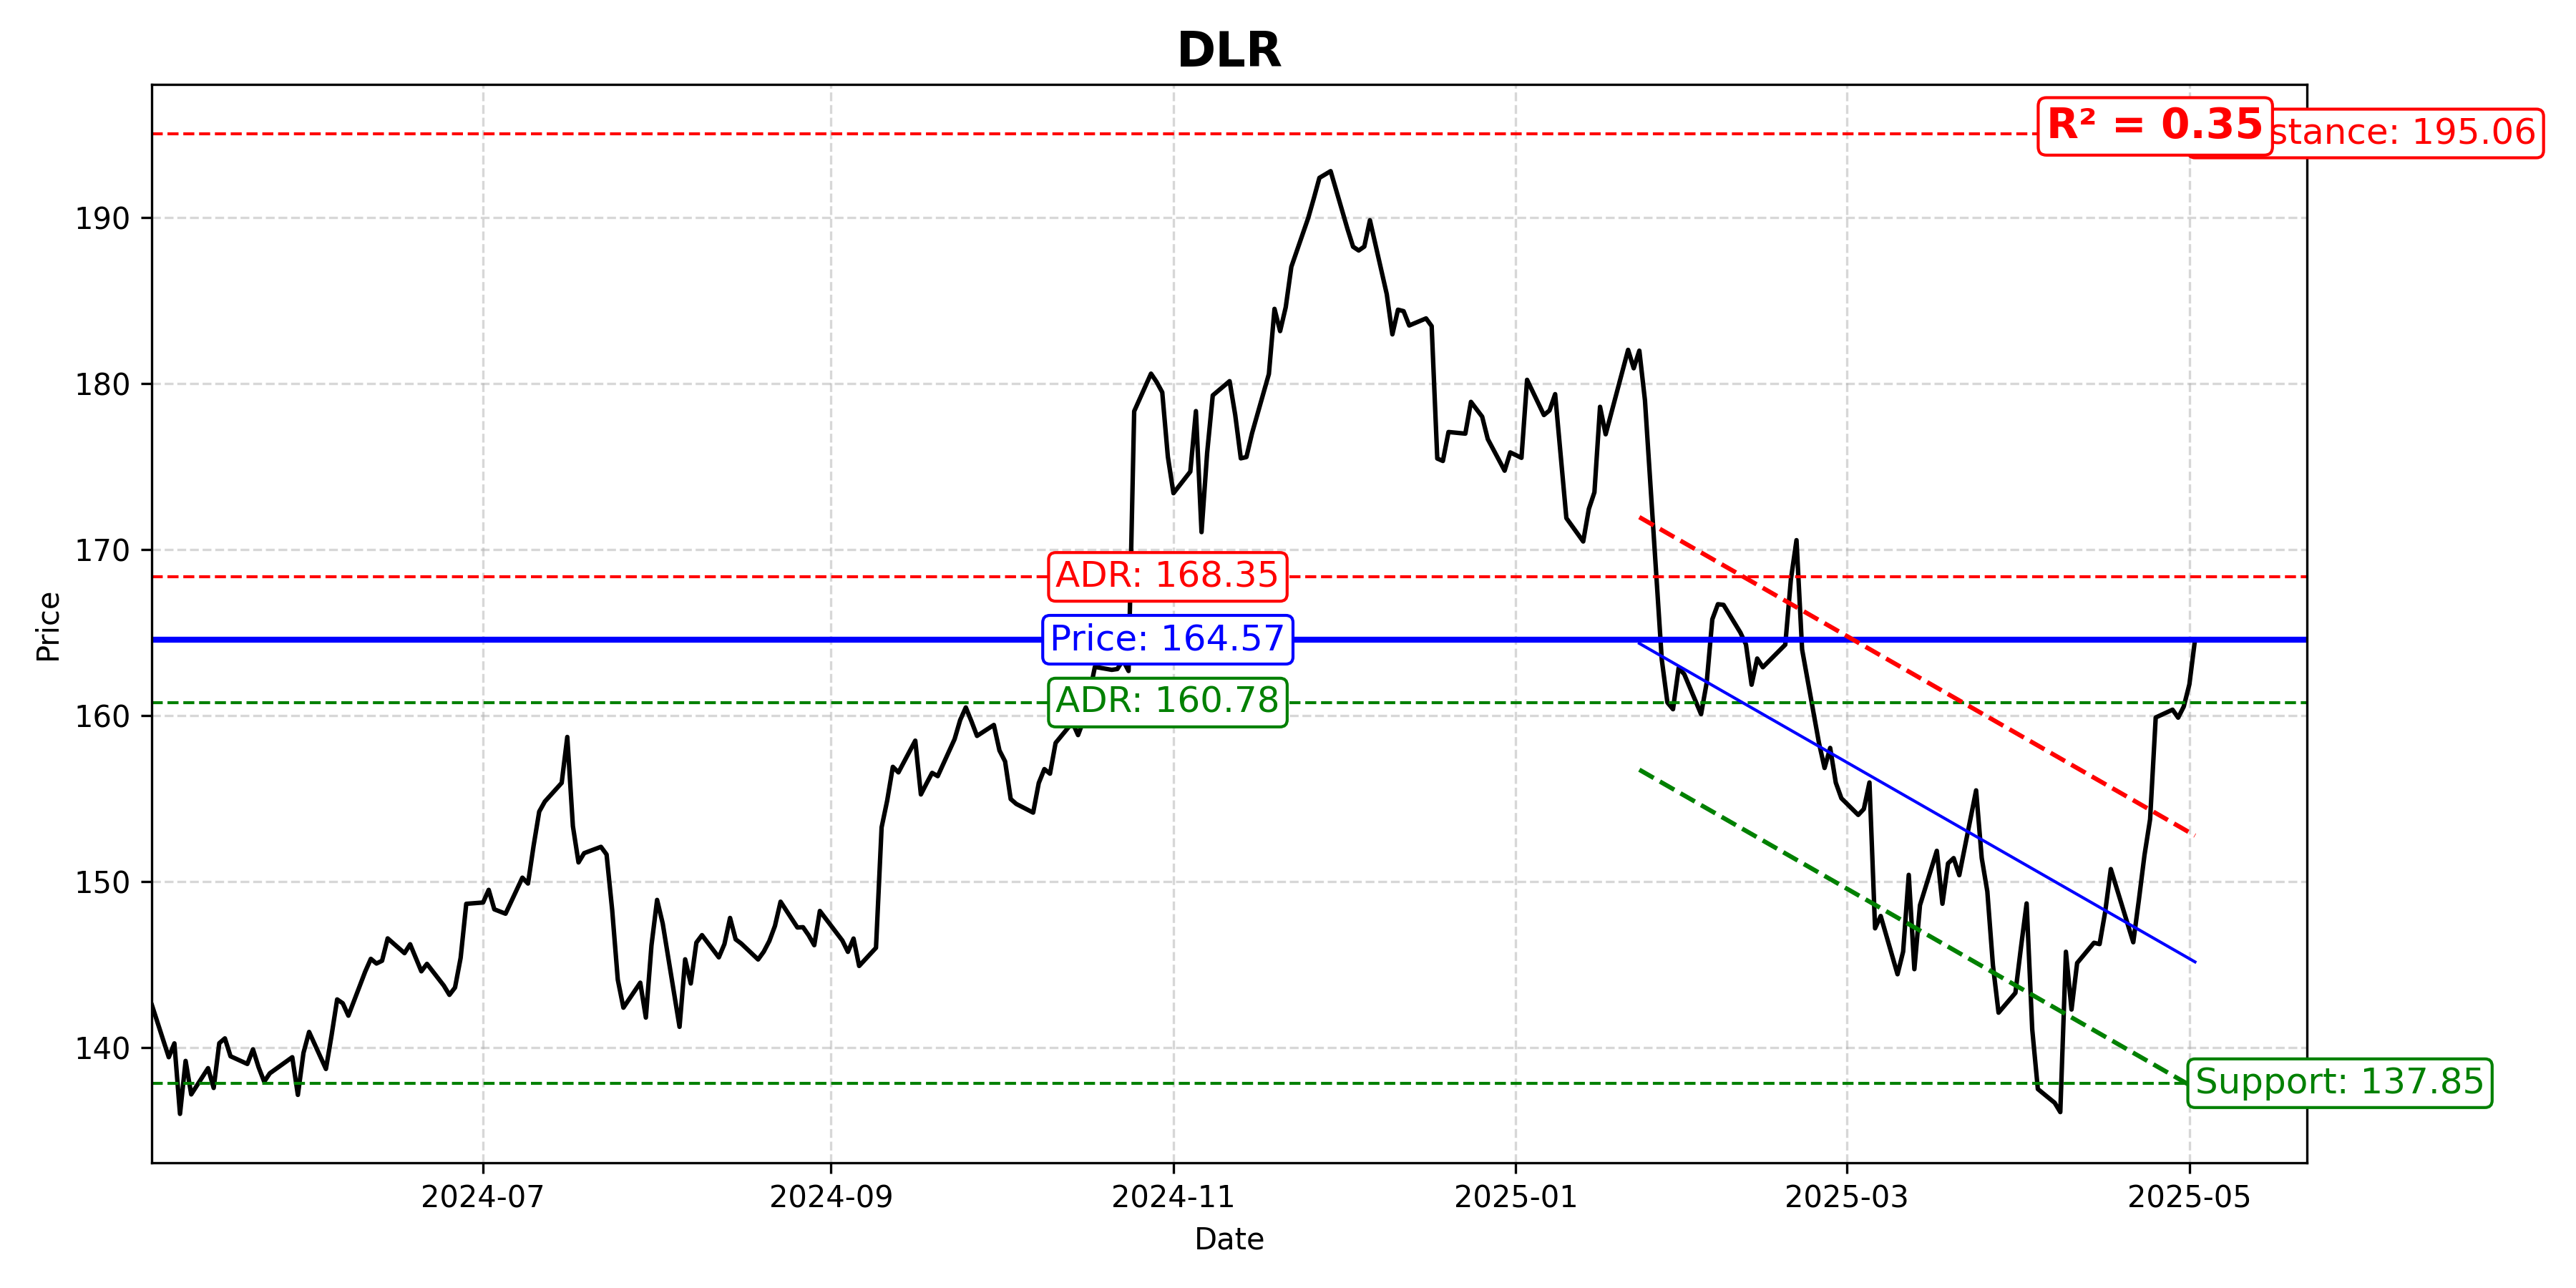 DLR
R² = 0.35
stance: 195.06
190
180
170
160
150
140
Price
ADR: 168.35
Price: 164.57
ADR: 160.78
Support: 137.85
2024-07
2024-09
2024-11
2025-01
2025-03
2025-05
Date